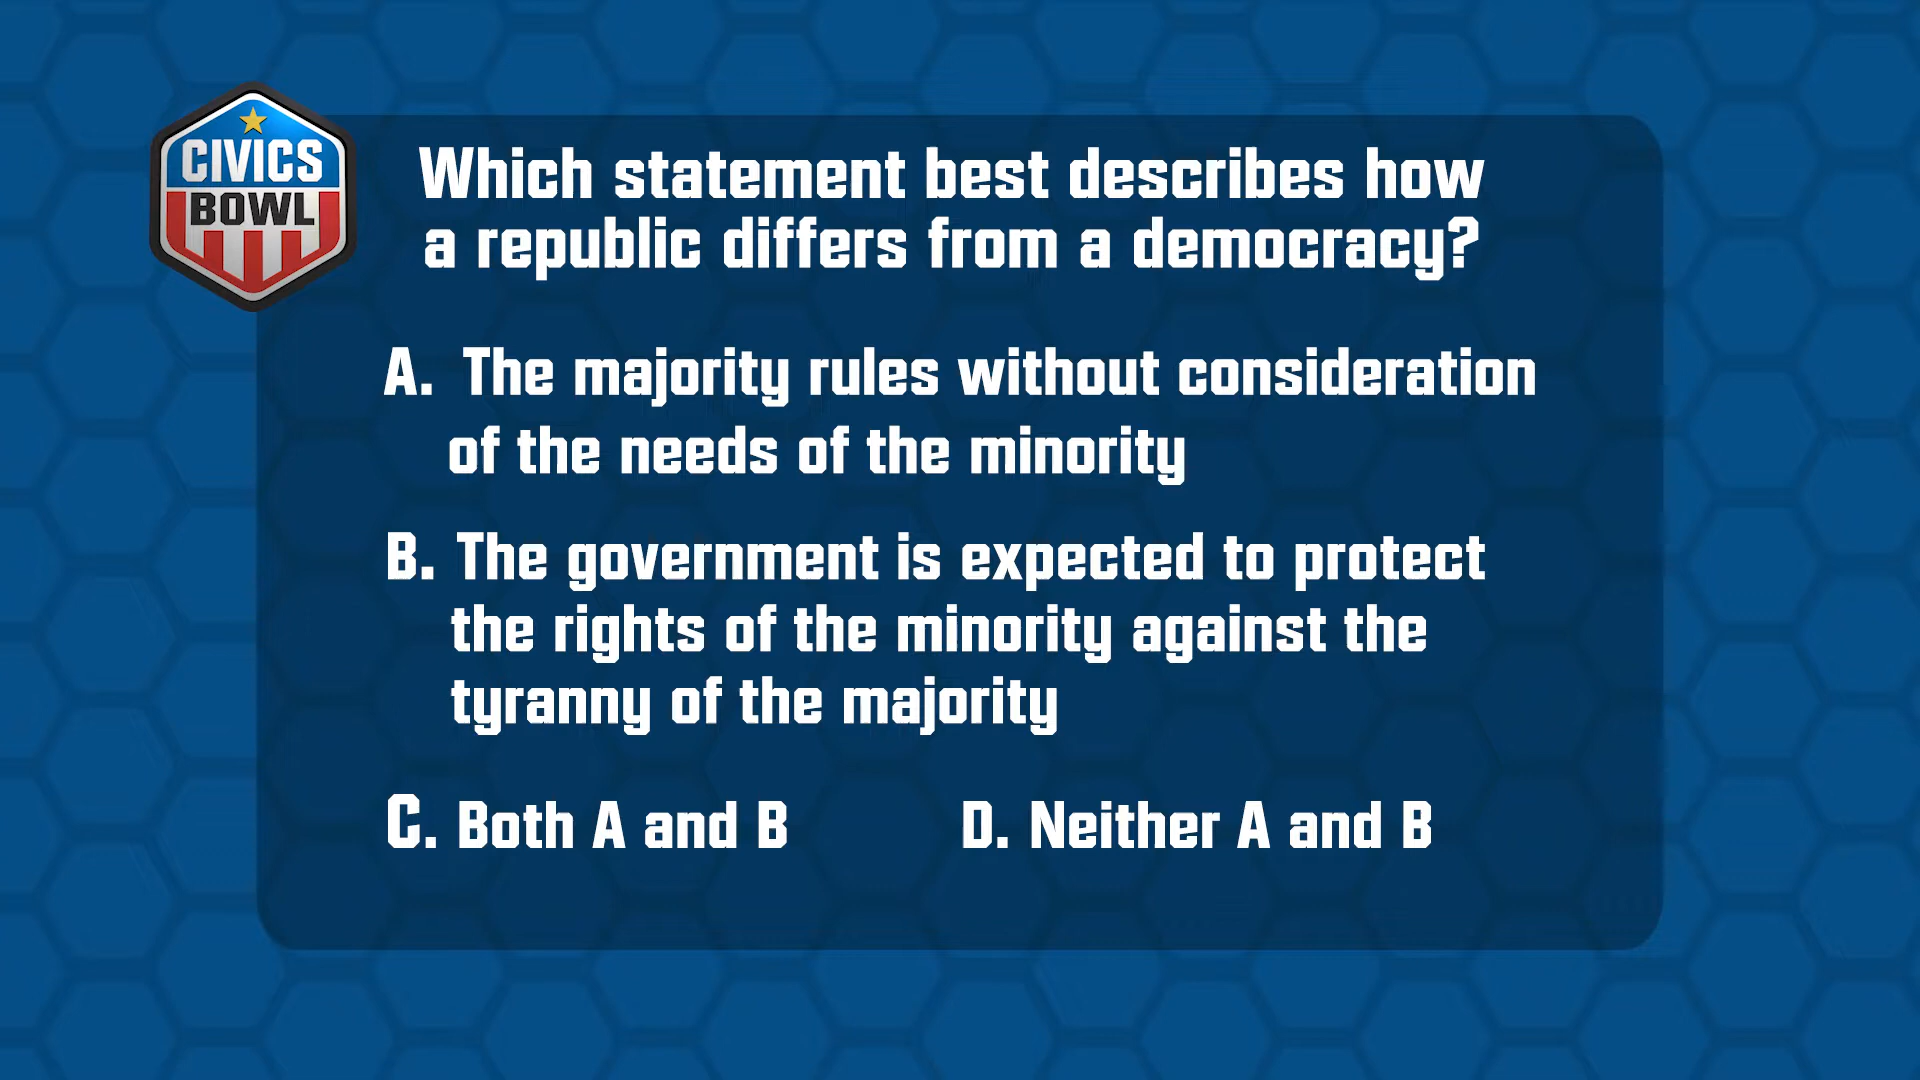 CIVICS
BOWL
Which statement best describes how
a republic differs from a democracy?
A. The majority rules without consideration
of the needs of the minority
B. The government is expected to protect
the rights of the minority against the
tyranny of the majority
C. Both A and B D. Neither A and B